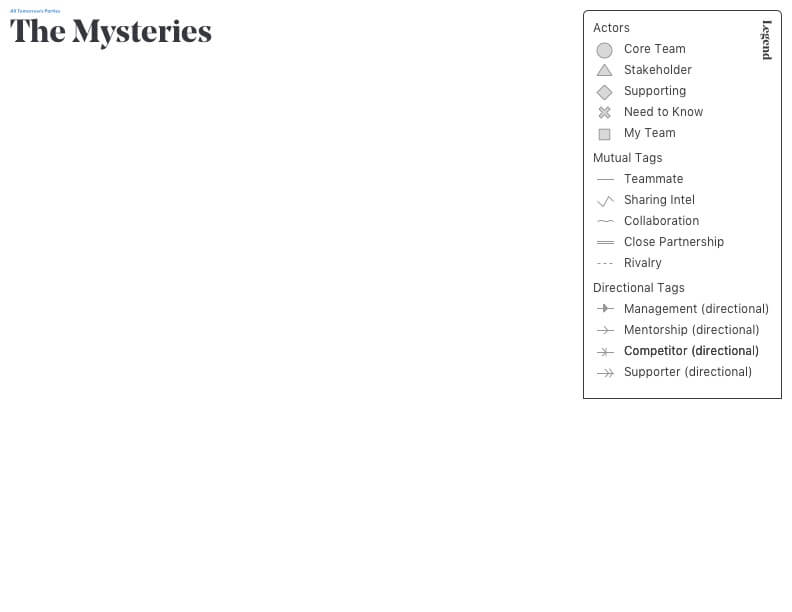 All Tomorrow's Parties
The Mysteries
Legend
Actors
Core Team
Stakeholder
Supporting
Need to Know
My Team
Mutual Tags
Teammate
Sharing Intel
Collaboration
Close Partnership
Rivalry
Directional Tags
Management (directional)
Mentorship (directional)
Competitor (directional)
Supporter (directional)